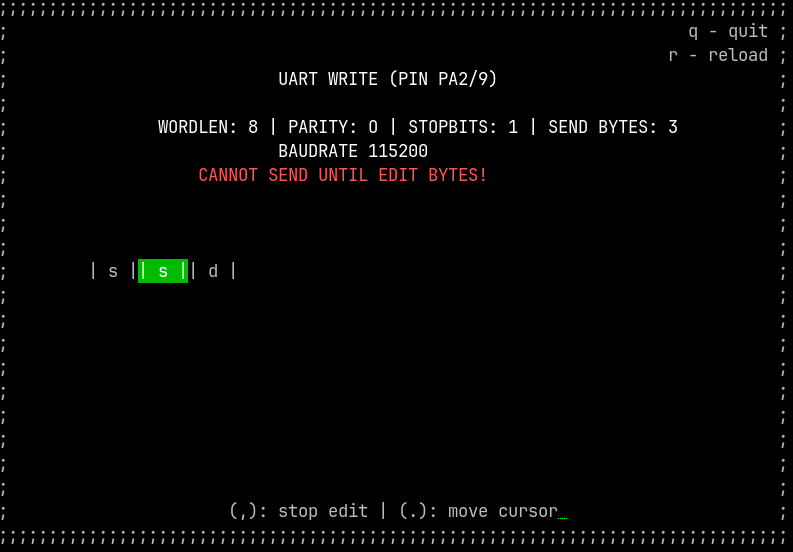 q - quit
r - reload
UART WRITE (PIN PA2/9)
WORDLEN: 8 | PARITY: O | STOPBITS: 1 | SEND BYTES: 3
BAUDRATE 115200
CANNOT SEND UNTIL EDIT BYTES!
| s || s || d |
(,): stop edit | (.): move cursor_